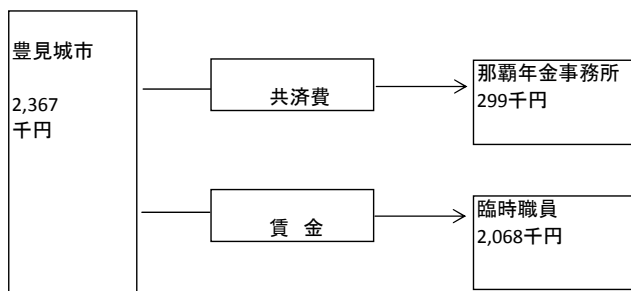 豊見城市
2,367
千円
共済費
那覇年金事務所
299千円
賃 金
臨時職員
2,068千円